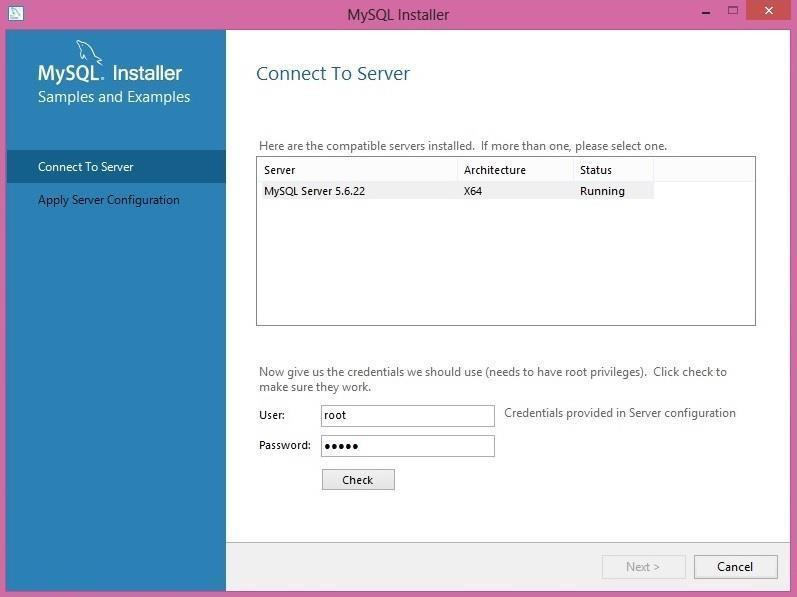 MySQL Installer
MySQL. Installer
Samples and Examples
Connect To Server
Apply Server Configuration
Connect To Server
Here are the compatible servers installed. If more than one, please select one.
Server Architecture Status
MySQL Server 5.6.22 X64 Running
Now give us the credentials we should use (needs to have root privileges). Click check to
make sure they work.
User: root Credentials provided in Server configuration
Password: •••••
Check
Next > Cancel